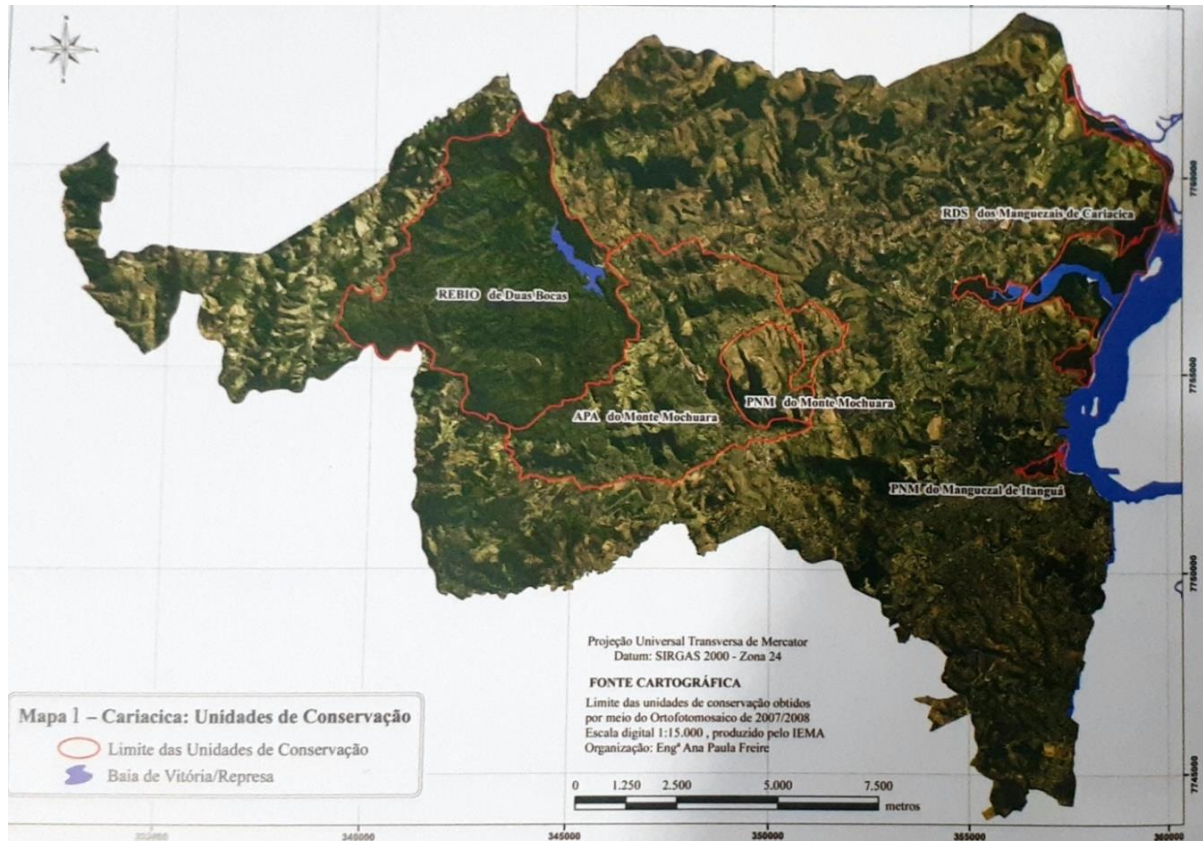 RDS dos Manguezais de Cariacica
REBIO de Duas Bocas
PNM do Monte Mochuara
APA do Monte Mochuara
PNM do Manguezal de Itanguá
7755000
7750000
7745000
Projeção Universal Transversa de Mercator
Datum: SIRGAS 2000 - Zona 24
FONTE CARTOGRÁFICA
Limite das unidades de conservação obtidos
por meio do Ortofotomosaico de 2007/2008
Escala digital 1:15.000 , produzido pelo IEMA
Organização: Engª Ana Paula Freire
0 1.250 2.500 5.000 7.500
metros
Mapa 1 – Cariacica: Unidades de Conservação
Limite das Unidades de Conservação
Baia de Vitória/Represa
340000 345000 350000 355000 360000